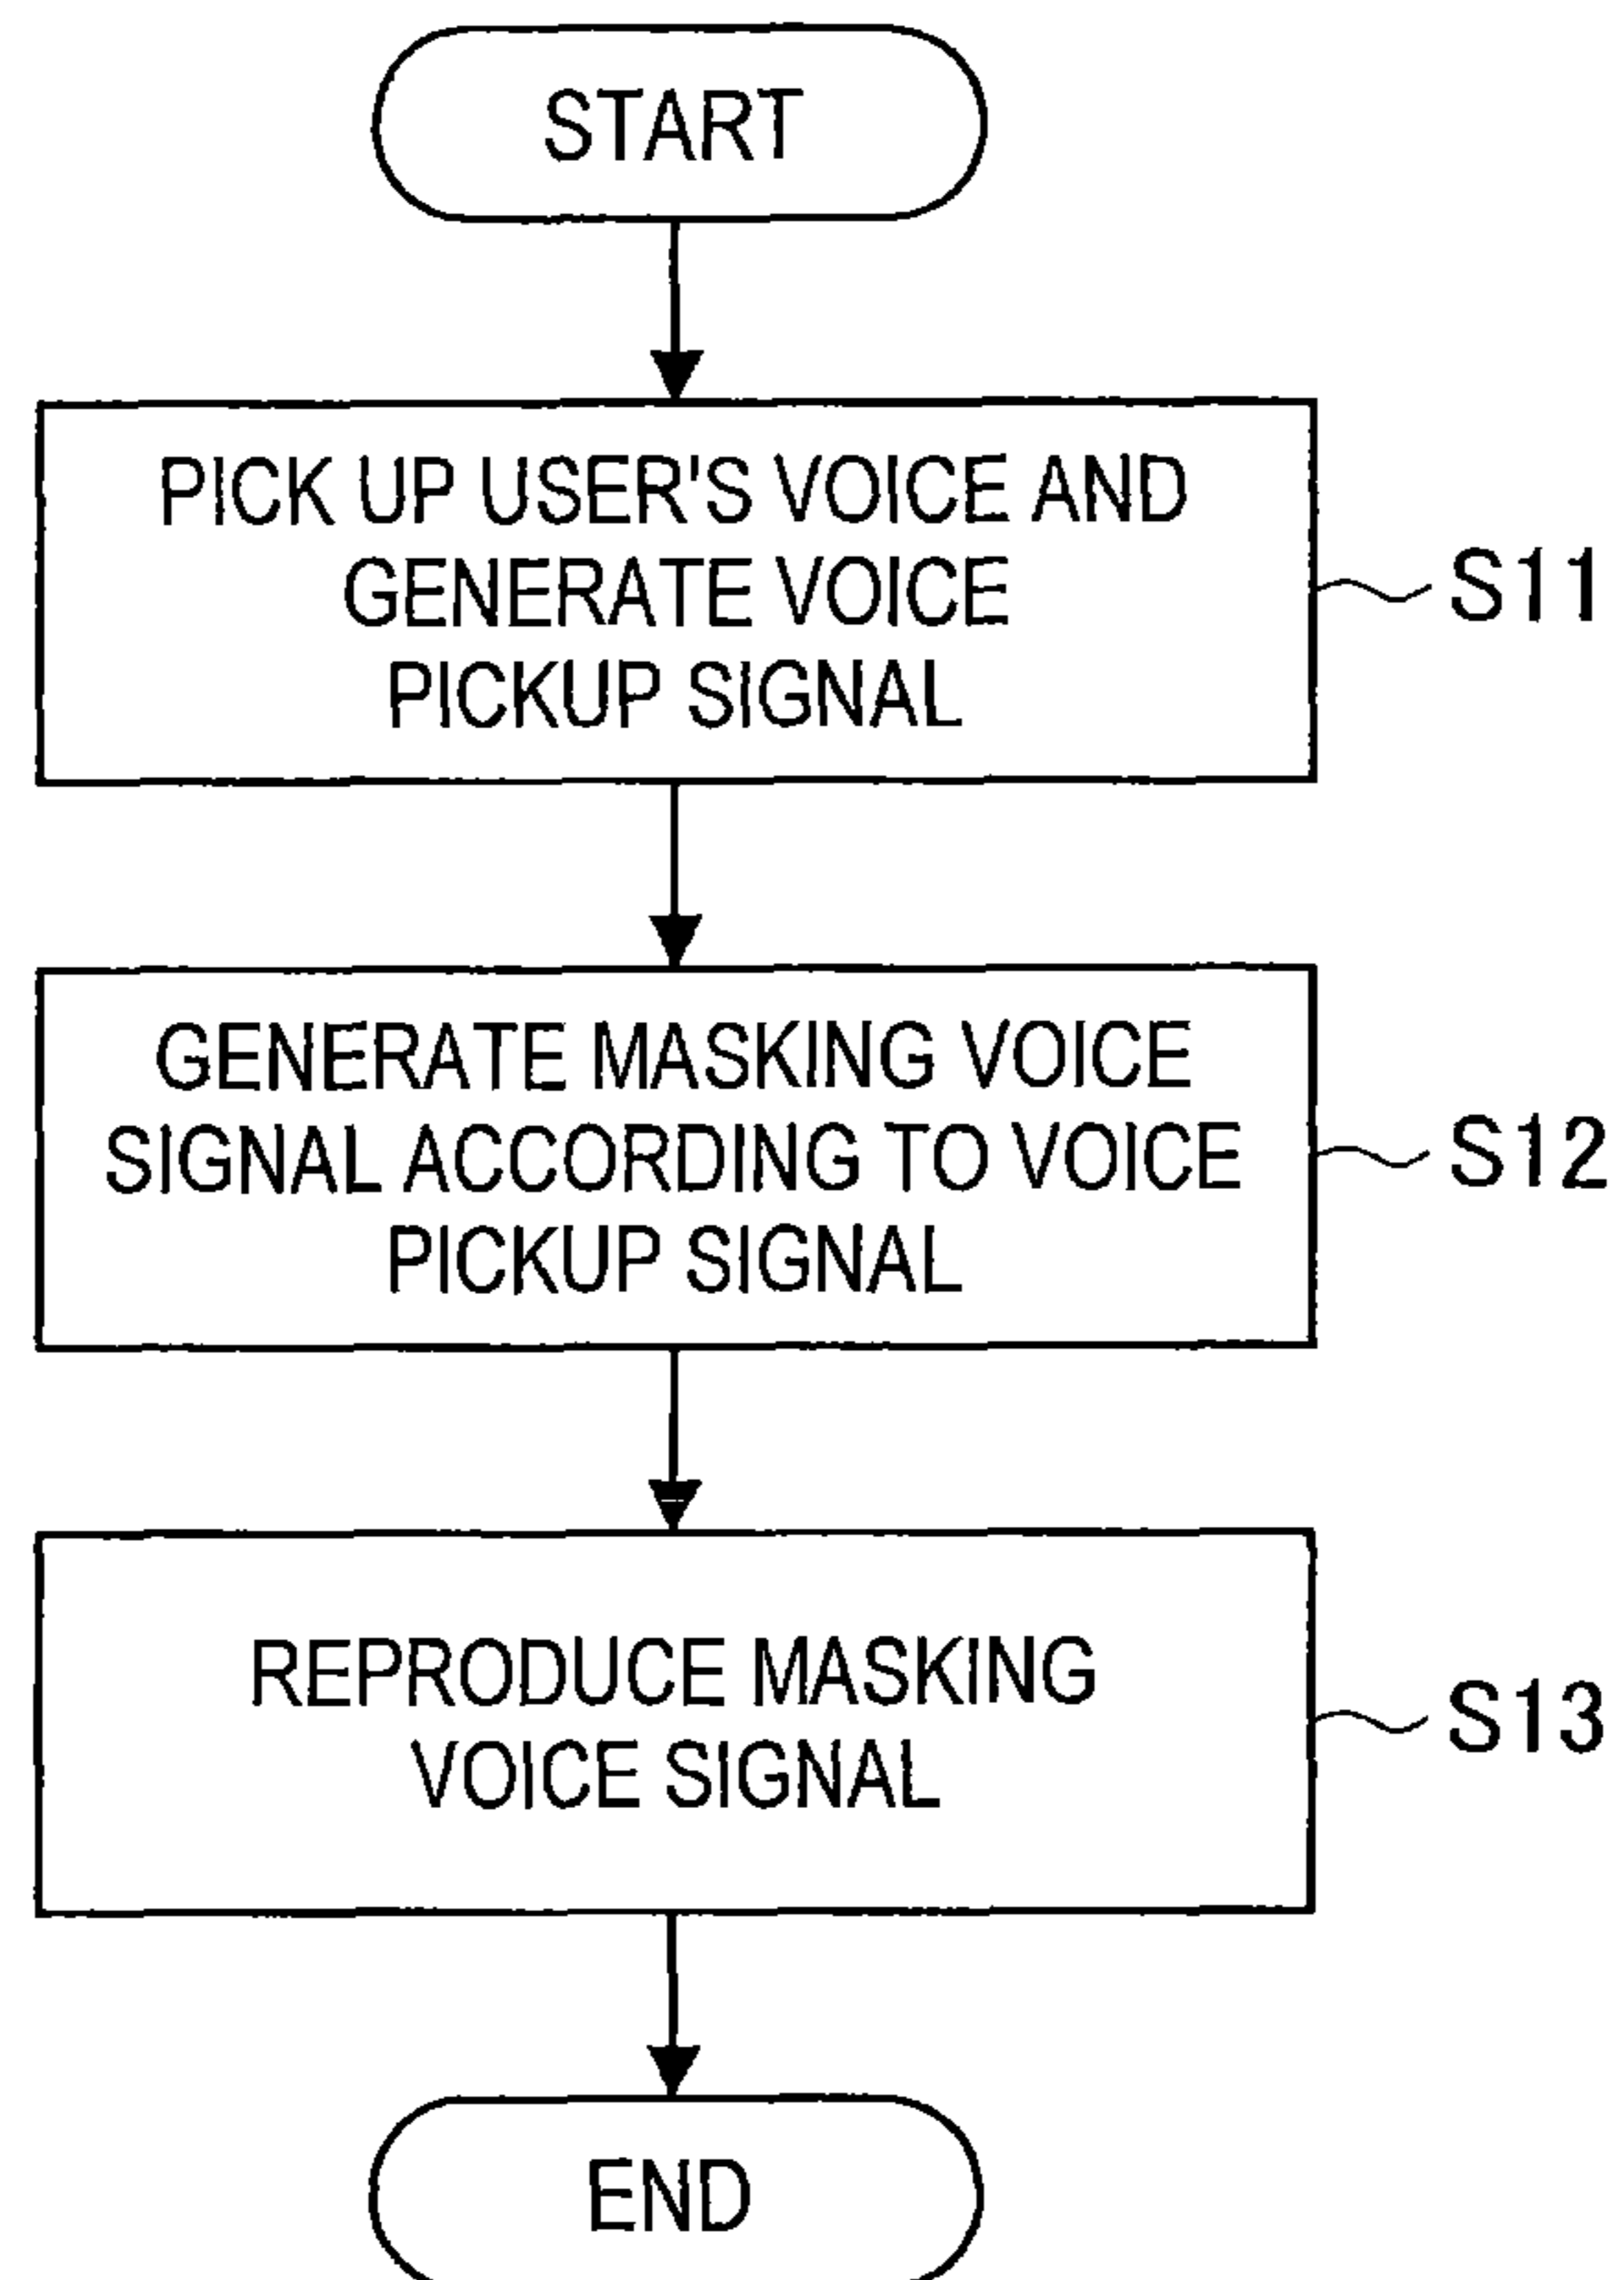 START
PICK UP USER'S VOICE AND
GENERATE VOICE
PICKUP SIGNAL
S11
GENERATE MASKING VOICE
SIGNAL ACCORDING TO VOICE
PICKUP SIGNAL
S12
REPRODUCE MASKING
VOICE SIGNAL
S13
END